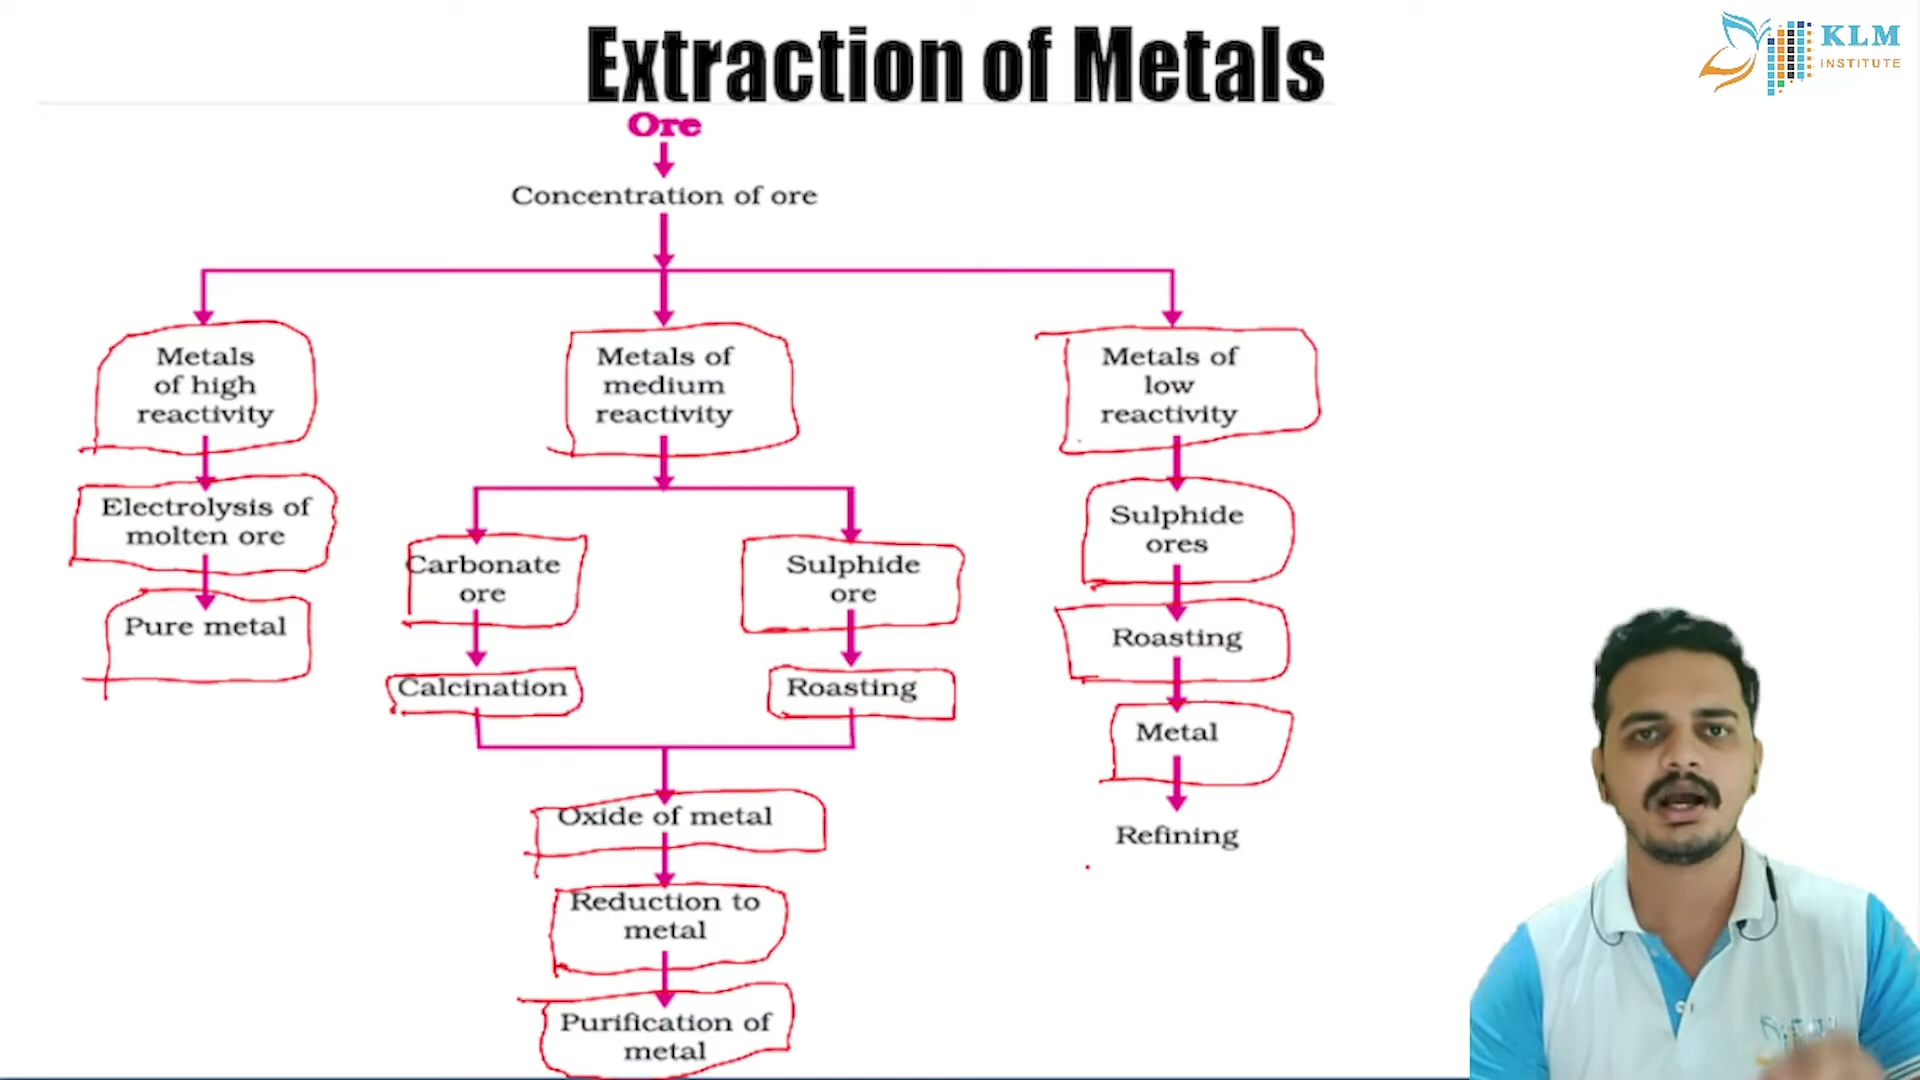 Extraction of Metals
KLM
INSTITUTE
Ore
Concentration of ore
Metals
of high
reactivity
Electrolysis of
molten ore
Pure metal
Metals of
medium
reactivity
Carbonate
ore
Calcination
Sulphide
ore
Roasting
Oxide of metal
Reduction to
metal
Purification of
metal
Metals of
low
reactivity
Sulphide
ores
Roasting
Metal
Refining